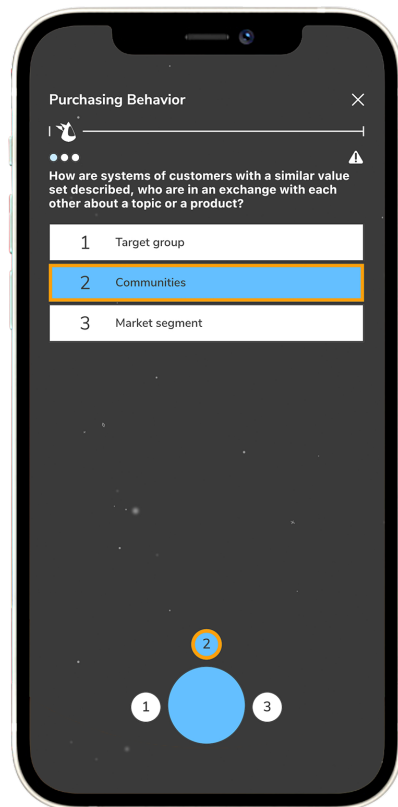 Purchasing Behavior
How are systems of customers with a similar value
set described, who are in an exchange with each
other about a topic or a product?
1 Target group
2 Communities
3 Market segment
2
1 3